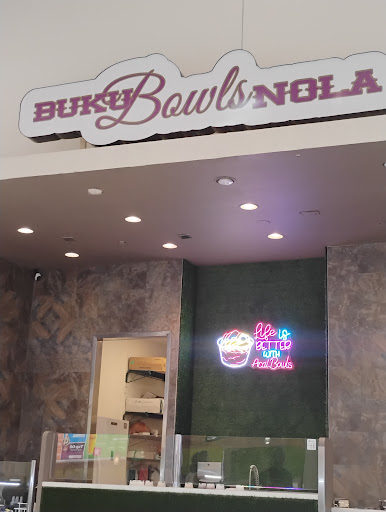 BUKU Bowls NOLA
life is
BETTER
WITH
Acai Bowls